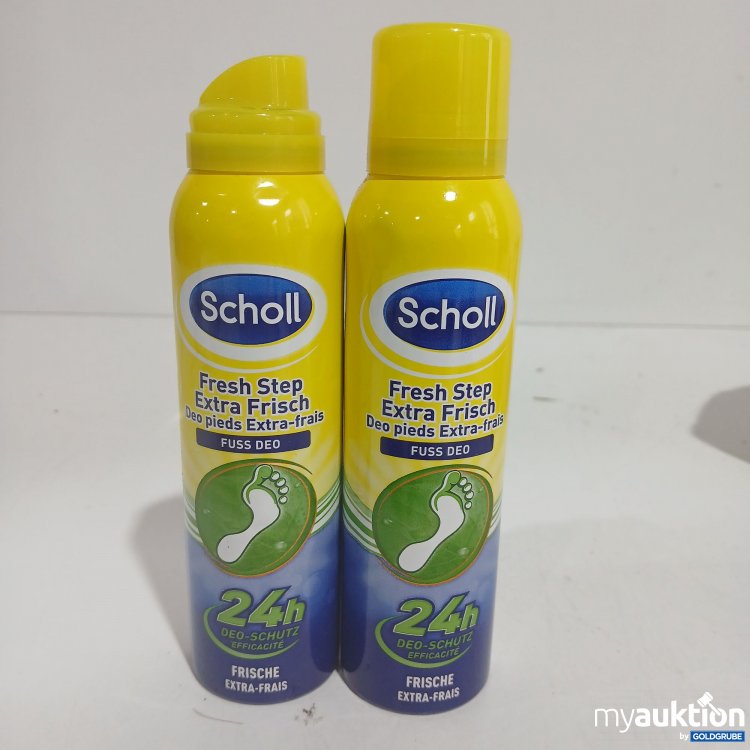 Scholl
Fresh Step
Extra Frisch
Deo pieds Extra-frais
FUSS DEO
24h
DEO-SCHUTZ
EFFICACITÉ
FRISCHE
EXTRA-FRAIS
Scholl
Fresh Step
Extra Frisch
Deo pieds Extra-frais
FUSS DEO
24h
DEO-SCHUTZ
EFFICACITÉ
FRISCHE
EXTRA-FRAIS
myauktion
by GOLDGRUBE